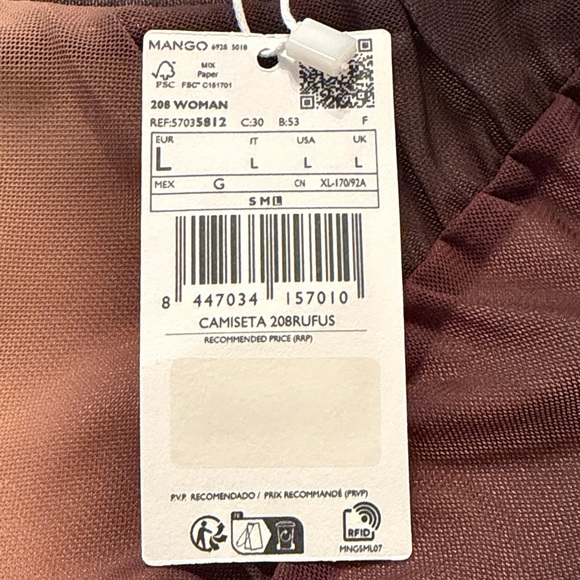 MANGO 6928 5018
MIX
Paper
FSC FSC® C151701
208 WOMAN
REF:57035812 C:30 B:53 F
EUR IT USA UK
L L L L
MEX G CN XL-170/92A
S M L
8 447034 157010
CAMISETA 208RUFUS
RECOMMENDED PRICE (RRP)
P.V.P. RECOMENDADO / PRIX RECOMMANDÉ (PRVP)
FR
RFID
MNGSML07